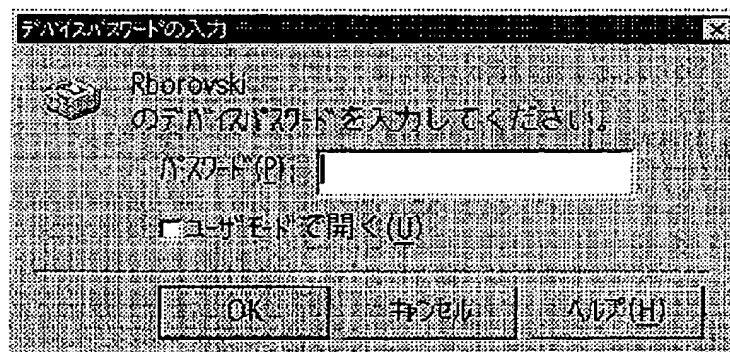 ﾃﾞﾊﾞｲｽﾊﾟｽﾜｰﾄﾞの入力
Rborovski
のﾃﾞﾊﾞｲｽﾊﾟｽﾜｰﾄﾞを入力してください。
ﾊﾟｽﾜｰﾄﾞ(P):
ﾕｰｻﾞﾓｰﾄﾞで開く(U)
OK ｷｬﾝｾﾙ ﾍﾙﾌﾟ(H)